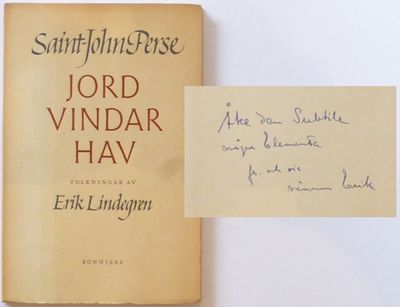 Saint-John Perse
JORD
VINDAR
HAV
TOLKNINGAR AV
Erik Lindegren
BONNIERS
Åke den Subtile
Elementa
vännen Erik